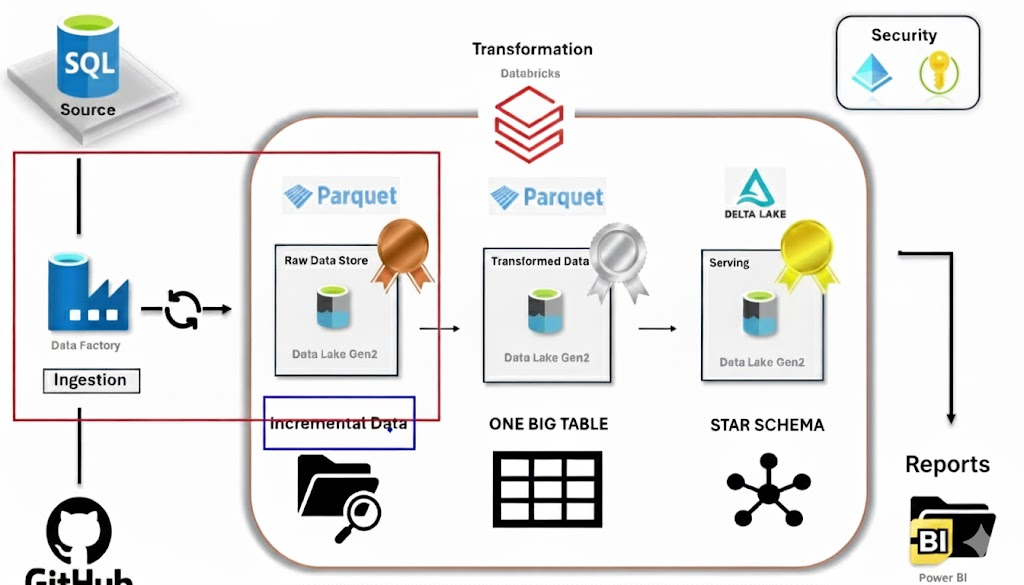 SQL
Source
Transformation
Databricks
Security
Parquet
Parquet
DELTA LAKE
Raw Data Store
Transformed Data
Serving
Data Factory
Data Lake Gen2
Data Lake Gen2
Data Lake Gen2
Ingestion
Incremental Data
ONE BIG TABLE
STAR SCHEMA
Reports
BI
Power BI
GitHub